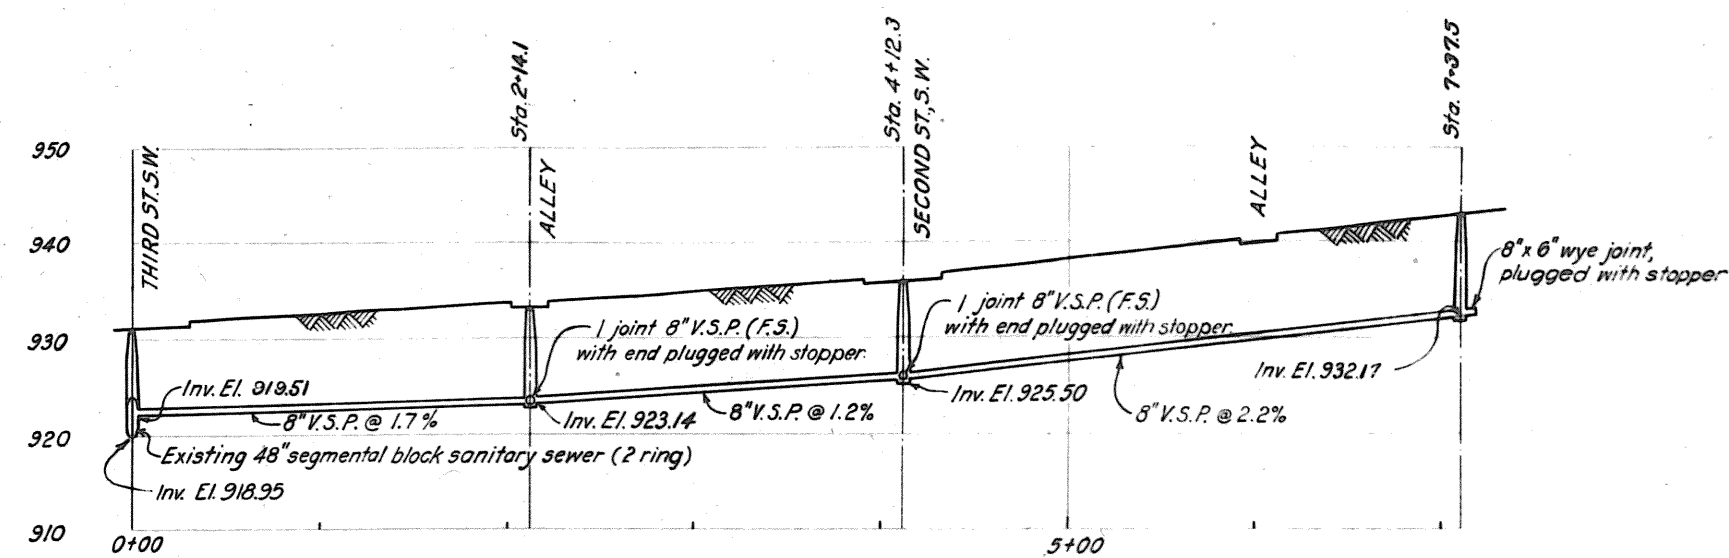 Sta. 2+14.1
Sta. 4+12.3
SECOND ST., S.W.
Sta. 7+37.5
950
THIRD ST. S.W.
ALLEY
ALLEY
940
8" x 6" wye joint,
plugged with stopper
1 joint 8" V.S.P. (F.S.)
with end plugged with stopper
1 joint 8" V.S.P. (F.S.)
with end plugged with stopper.
930
Inv. El. 932.17
Inv. El. 919.51
Inv. El. 925.50
8" V.S.P. @ 1.7%
Inv. El. 923.14
8" V.S.P. @ 1.2%
8" V.S.P. @ 2.2%
920
Existing 48" segmental block sanitary sewer (2 ring)
Inv. El. 918.95
910
0+00
5+00